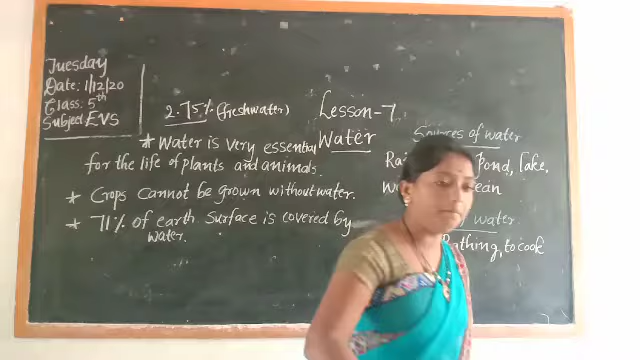 Tuesday
Date: 1/12/20
Class: 5th
Subject: EVS
2.75% (freshwater)
Lesson-7
Water
* Water is very essential
for the life of plants and animals.
* Crops cannot be grown without water.
* 71% of earth surface is covered by
water.
Sources of water
Pond, lake,
water
Bathing, to cook